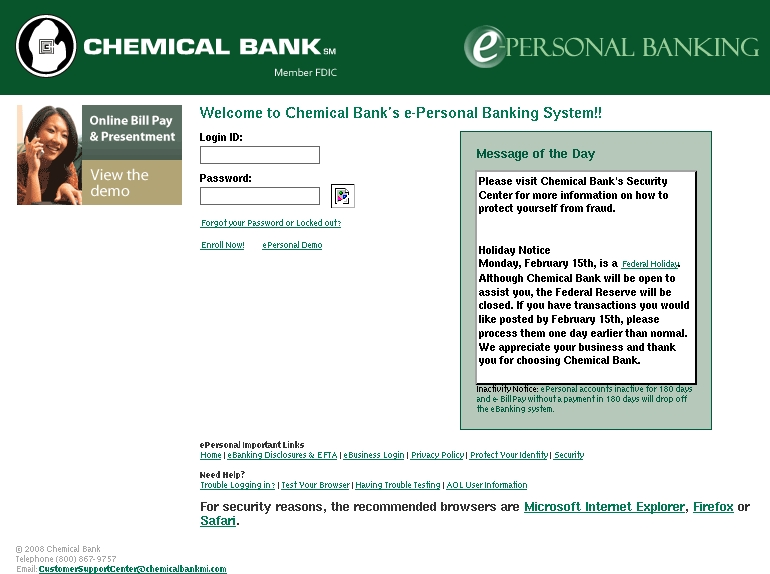 CHEMICAL BANK SM
Member FDIC
e-PERSONAL BANKING
Online Bill Pay
& Presentment
View the
demo
Welcome to Chemical Bank's e-Personal Banking System!!
Login ID:
Password:
Forgot your Password or Locked out?
Enroll Now! ePersonal Demo
Message of the Day
Please visit Chemical Bank's Security
Center for more information on how to
protect yourself from fraud.
Holiday Notice
Monday, February 15th, is a Federal Holiday.
Although Chemical Bank will be open to
assist you, the Federal Reserve will be
closed. If you have transactions you would
like posted by February 15th, please
process them one day earlier than normal.
We appreciate your business and thank
you for choosing Chemical Bank.
Inactivity Notice: ePersonal accounts inactive for 180 days
and e-BillPay without a payment in 180 days will drop off
the eBanking system.
ePersonal Important Links
Home | eBanking Disclosures & EFTA | eBusiness Login | Privacy Policy | Protect Your Identity | Security
Need Help?
Trouble Logging in? | Test Your Browser | Having Trouble Testing | AOL User Information
For security reasons, the recommended browsers are Microsoft Internet Explorer, Firefox or
Safari.
© 2008 Chemical Bank
Telephone (800) 867-9757
Email: CustomerSupportCenter@chemicalbankmi.com